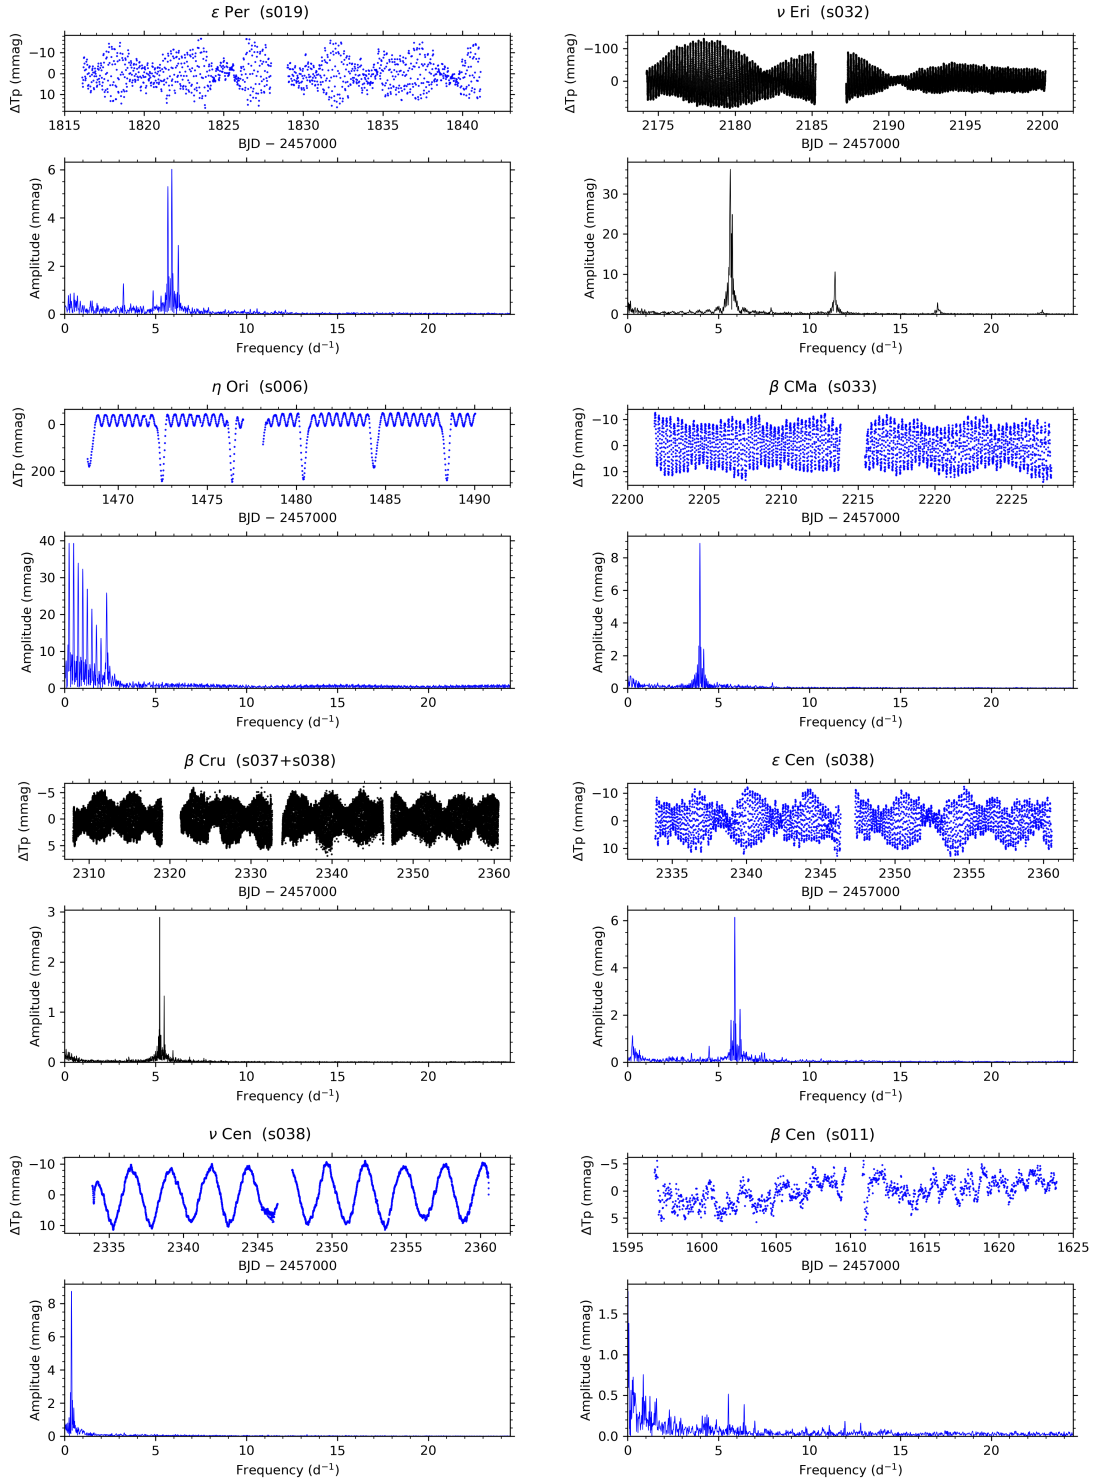 ε Per (s019)
ΔTp (mmag)
−10
0
10
1815 1820 1825 1830 1835 1840
BJD − 2457000
Amplitude (mmag)
6
4
2
0
0 5 10 15 20
Frequency (d⁻¹)
ν Eri (s032)
ΔTp (mmag)
−100
0
2175 2180 2185 2190 2195 2200
BJD − 2457000
Amplitude (mmag)
30
20
10
0
0 5 10 15 20
Frequency (d⁻¹)
η Ori (s006)
ΔTp (mmag)
0
200
1470 1475 1480 1485 1490
BJD − 2457000
Amplitude (mmag)
40
30
20
10
0
0 5 10 15 20
Frequency (d⁻¹)
β CMa (s033)
ΔTp (mmag)
−10
0
10
2200 2205 2210 2215 2220 2225
BJD − 2457000
Amplitude (mmag)
8
6
4
2
0
0 5 10 15 20
Frequency (d⁻¹)
β Cru (s037+s038)
ΔTp (mmag)
−5
0
5
2310 2320 2330 2340 2350 2360
BJD − 2457000
Amplitude (mmag)
3
2
1
0
0 5 10 15 20
Frequency (d⁻¹)
ε Cen (s038)
ΔTp (mmag)
−10
0
10
2335 2340 2345 2350 2355 2360
BJD − 2457000
Amplitude (mmag)
6
4
2
0
0 5 10 15 20
Frequency (d⁻¹)
ν Cen (s038)
ΔTp (mmag)
−10
0
10
2335 2340 2345 2350 2355 2360
BJD − 2457000
Amplitude (mmag)
8
6
4
2
0
0 5 10 15 20
Frequency (d⁻¹)
β Cen (s011)
ΔTp (mmag)
−5
0
5
1595 1600 1605 1610 1615 1620 1625
BJD − 2457000
Amplitude (mmag)
1.5
1.0
0.5
0.0
0 5 10 15 20
Frequency (d⁻¹)